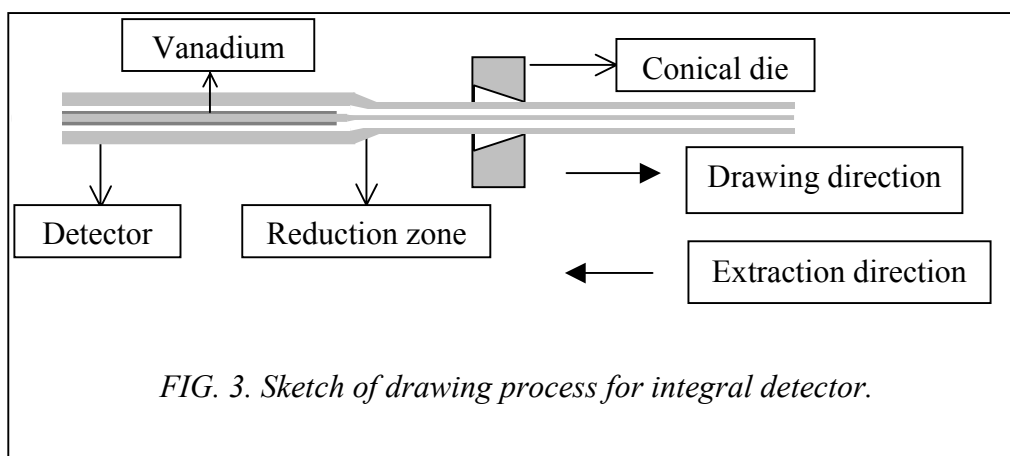 Vanadium
Conical die
Drawing direction
Detector
Reduction zone
Extraction direction
FIG. 3. Sketch of drawing process for integral detector.